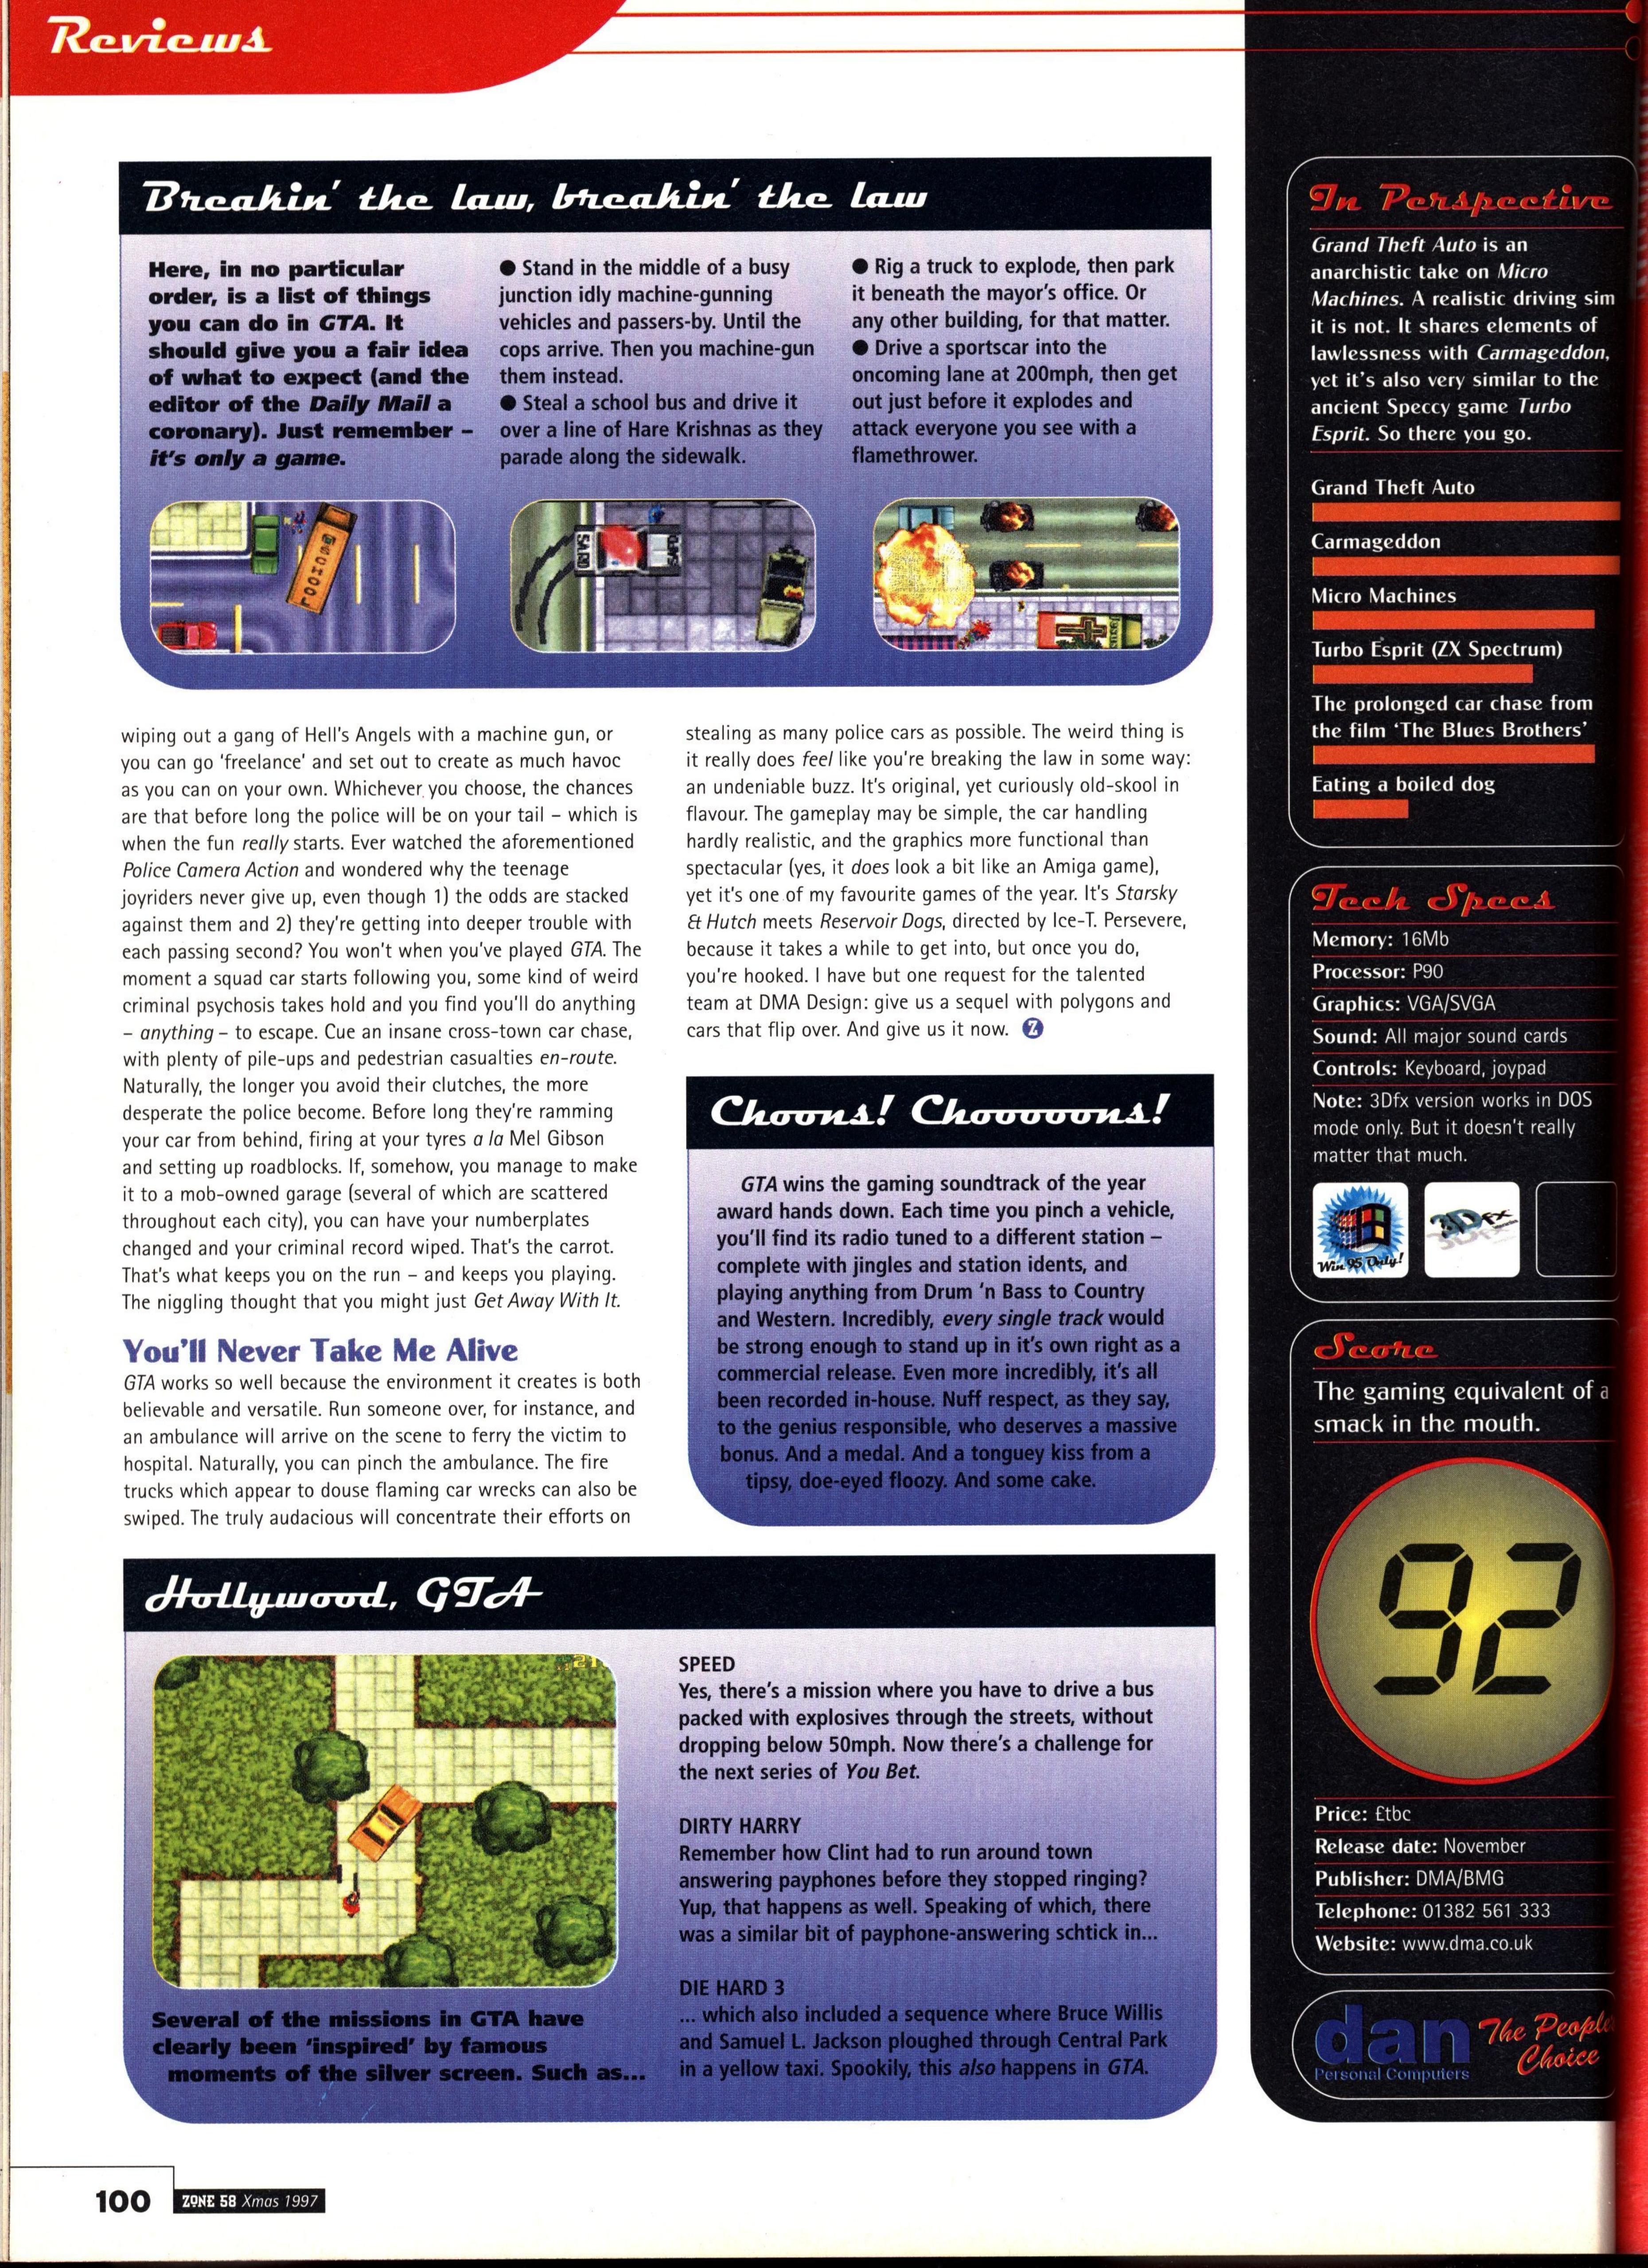 Reviews
Breakin' the law, breakin' the law
Here, in no particular
order, is a list of things
you can do in GTA. It
should give you a fair idea
of what to expect (and the
editor of the Daily Mail a
coronary). Just remember –
it's only a game.
● Stand in the middle of a busy
junction idly machine-gunning
vehicles and passers-by. Until the
cops arrive. Then you machine-gun
them instead.
● Steal a school bus and drive it
over a line of Hare Krishnas as they
parade along the sidewalk.
● Rig a truck to explode, then park
it beneath the mayor's office. Or
any other building, for that matter.
● Drive a sportscar into the
oncoming lane at 200mph, then get
out just before it explodes and
attack everyone you see with a
flamethrower.
SCHOOL
wiping out a gang of Hell's Angels with a machine gun, or
you can go 'freelance' and set out to create as much havoc
as you can on your own. Whichever you choose, the chances
are that before long the police will be on your tail – which is
when the fun really starts. Ever watched the aforementioned
Police Camera Action and wondered why the teenage
joyriders never give up, even though 1) the odds are stacked
against them and 2) they're getting into deeper trouble with
each passing second? You won't when you've played GTA. The
moment a squad car starts following you, some kind of weird
criminal psychosis takes hold and you find you'll do anything
– anything – to escape. Cue an insane cross-town car chase,
with plenty of pile-ups and pedestrian casualties en-route.
Naturally, the longer you avoid their clutches, the more
desperate the police become. Before long they're ramming
your car from behind, firing at your tyres a la Mel Gibson
and setting up roadblocks. If, somehow, you manage to make
it to a mob-owned garage (several of which are scattered
throughout each city), you can have your numberplates
changed and your criminal record wiped. That's the carrot.
That's what keeps you on the run – and keeps you playing.
The niggling thought that you might just Get Away With It.
You'll Never Take Me Alive
GTA works so well because the environment it creates is both
believable and versatile. Run someone over, for instance, and
an ambulance will arrive on the scene to ferry the victim to
hospital. Naturally, you can pinch the ambulance. The fire
trucks which appear to douse flaming car wrecks can also be
swiped. The truly audacious will concentrate their efforts on
stealing as many police cars as possible. The weird thing is
it really does feel like you're breaking the law in some way:
an undeniable buzz. It's original, yet curiously old-skool in
flavour. The gameplay may be simple, the car handling
hardly realistic, and the graphics more functional than
spectacular (yes, it does look a bit like an Amiga game),
yet it's one of my favourite games of the year. It's Starsky
& Hutch meets Reservoir Dogs, directed by Ice-T. Persevere,
because it takes a while to get into, but once you do,
you're hooked. I have but one request for the talented
team at DMA Design: give us a sequel with polygons and
cars that flip over. And give us it now. Z
Choons! Chooooons!
GTA wins the gaming soundtrack of the year
award hands down. Each time you pinch a vehicle,
you'll find its radio tuned to a different station –
complete with jingles and station idents, and
playing anything from Drum 'n Bass to Country
and Western. Incredibly, every single track would
be strong enough to stand up in it's own right as a
commercial release. Even more incredibly, it's all
been recorded in-house. Nuff respect, as they say,
to the genius responsible, who deserves a massive
bonus. And a medal. And a tonguey kiss from a
tipsy, doe-eyed floozy. And some cake.
Hollywood, GTA
Several of the missions in GTA have
clearly been 'inspired' by famous
moments of the silver screen. Such as...
SPEED
Yes, there's a mission where you have to drive a bus
packed with explosives through the streets, without
dropping below 50mph. Now there's a challenge for
the next series of You Bet.
DIRTY HARRY
Remember how Clint had to run around town
answering payphones before they stopped ringing?
Yup, that happens as well. Speaking of which, there
was a similar bit of payphone-answering schtick in...
DIE HARD 3
... which also included a sequence where Bruce Willis
and Samuel L. Jackson ploughed through Central Park
in a yellow taxi. Spookily, this also happens in GTA.
In Perspective
Grand Theft Auto is an
anarchistic take on Micro
Machines. A realistic driving sim
it is not. It shares elements of
lawlessness with Carmageddon,
yet it's also very similar to the
ancient Speccy game Turbo
Esprit. So there you go.
Grand Theft Auto
Carmageddon
Micro Machines
Turbo Esprit (ZX Spectrum)
The prolonged car chase from
the film 'The Blues Brothers'
Eating a boiled dog
Tech Specs
Memory: 16Mb
Processor: P90
Graphics: VGA/SVGA
Sound: All major sound cards
Controls: Keyboard, joypad
Note: 3Dfx version works in DOS
mode only. But it doesn't really
matter that much.
Win 95 Only!
3Dfx
Score
The gaming equivalent of a
smack in the mouth.
92
Price: £tbc
Release date: November
Publisher: DMA/BMG
Telephone: 01382 561 333
Website: www.dma.co.uk
dan
Personal Computers
The Peoples
Choice
100
ZONE 58 Xmas 1997